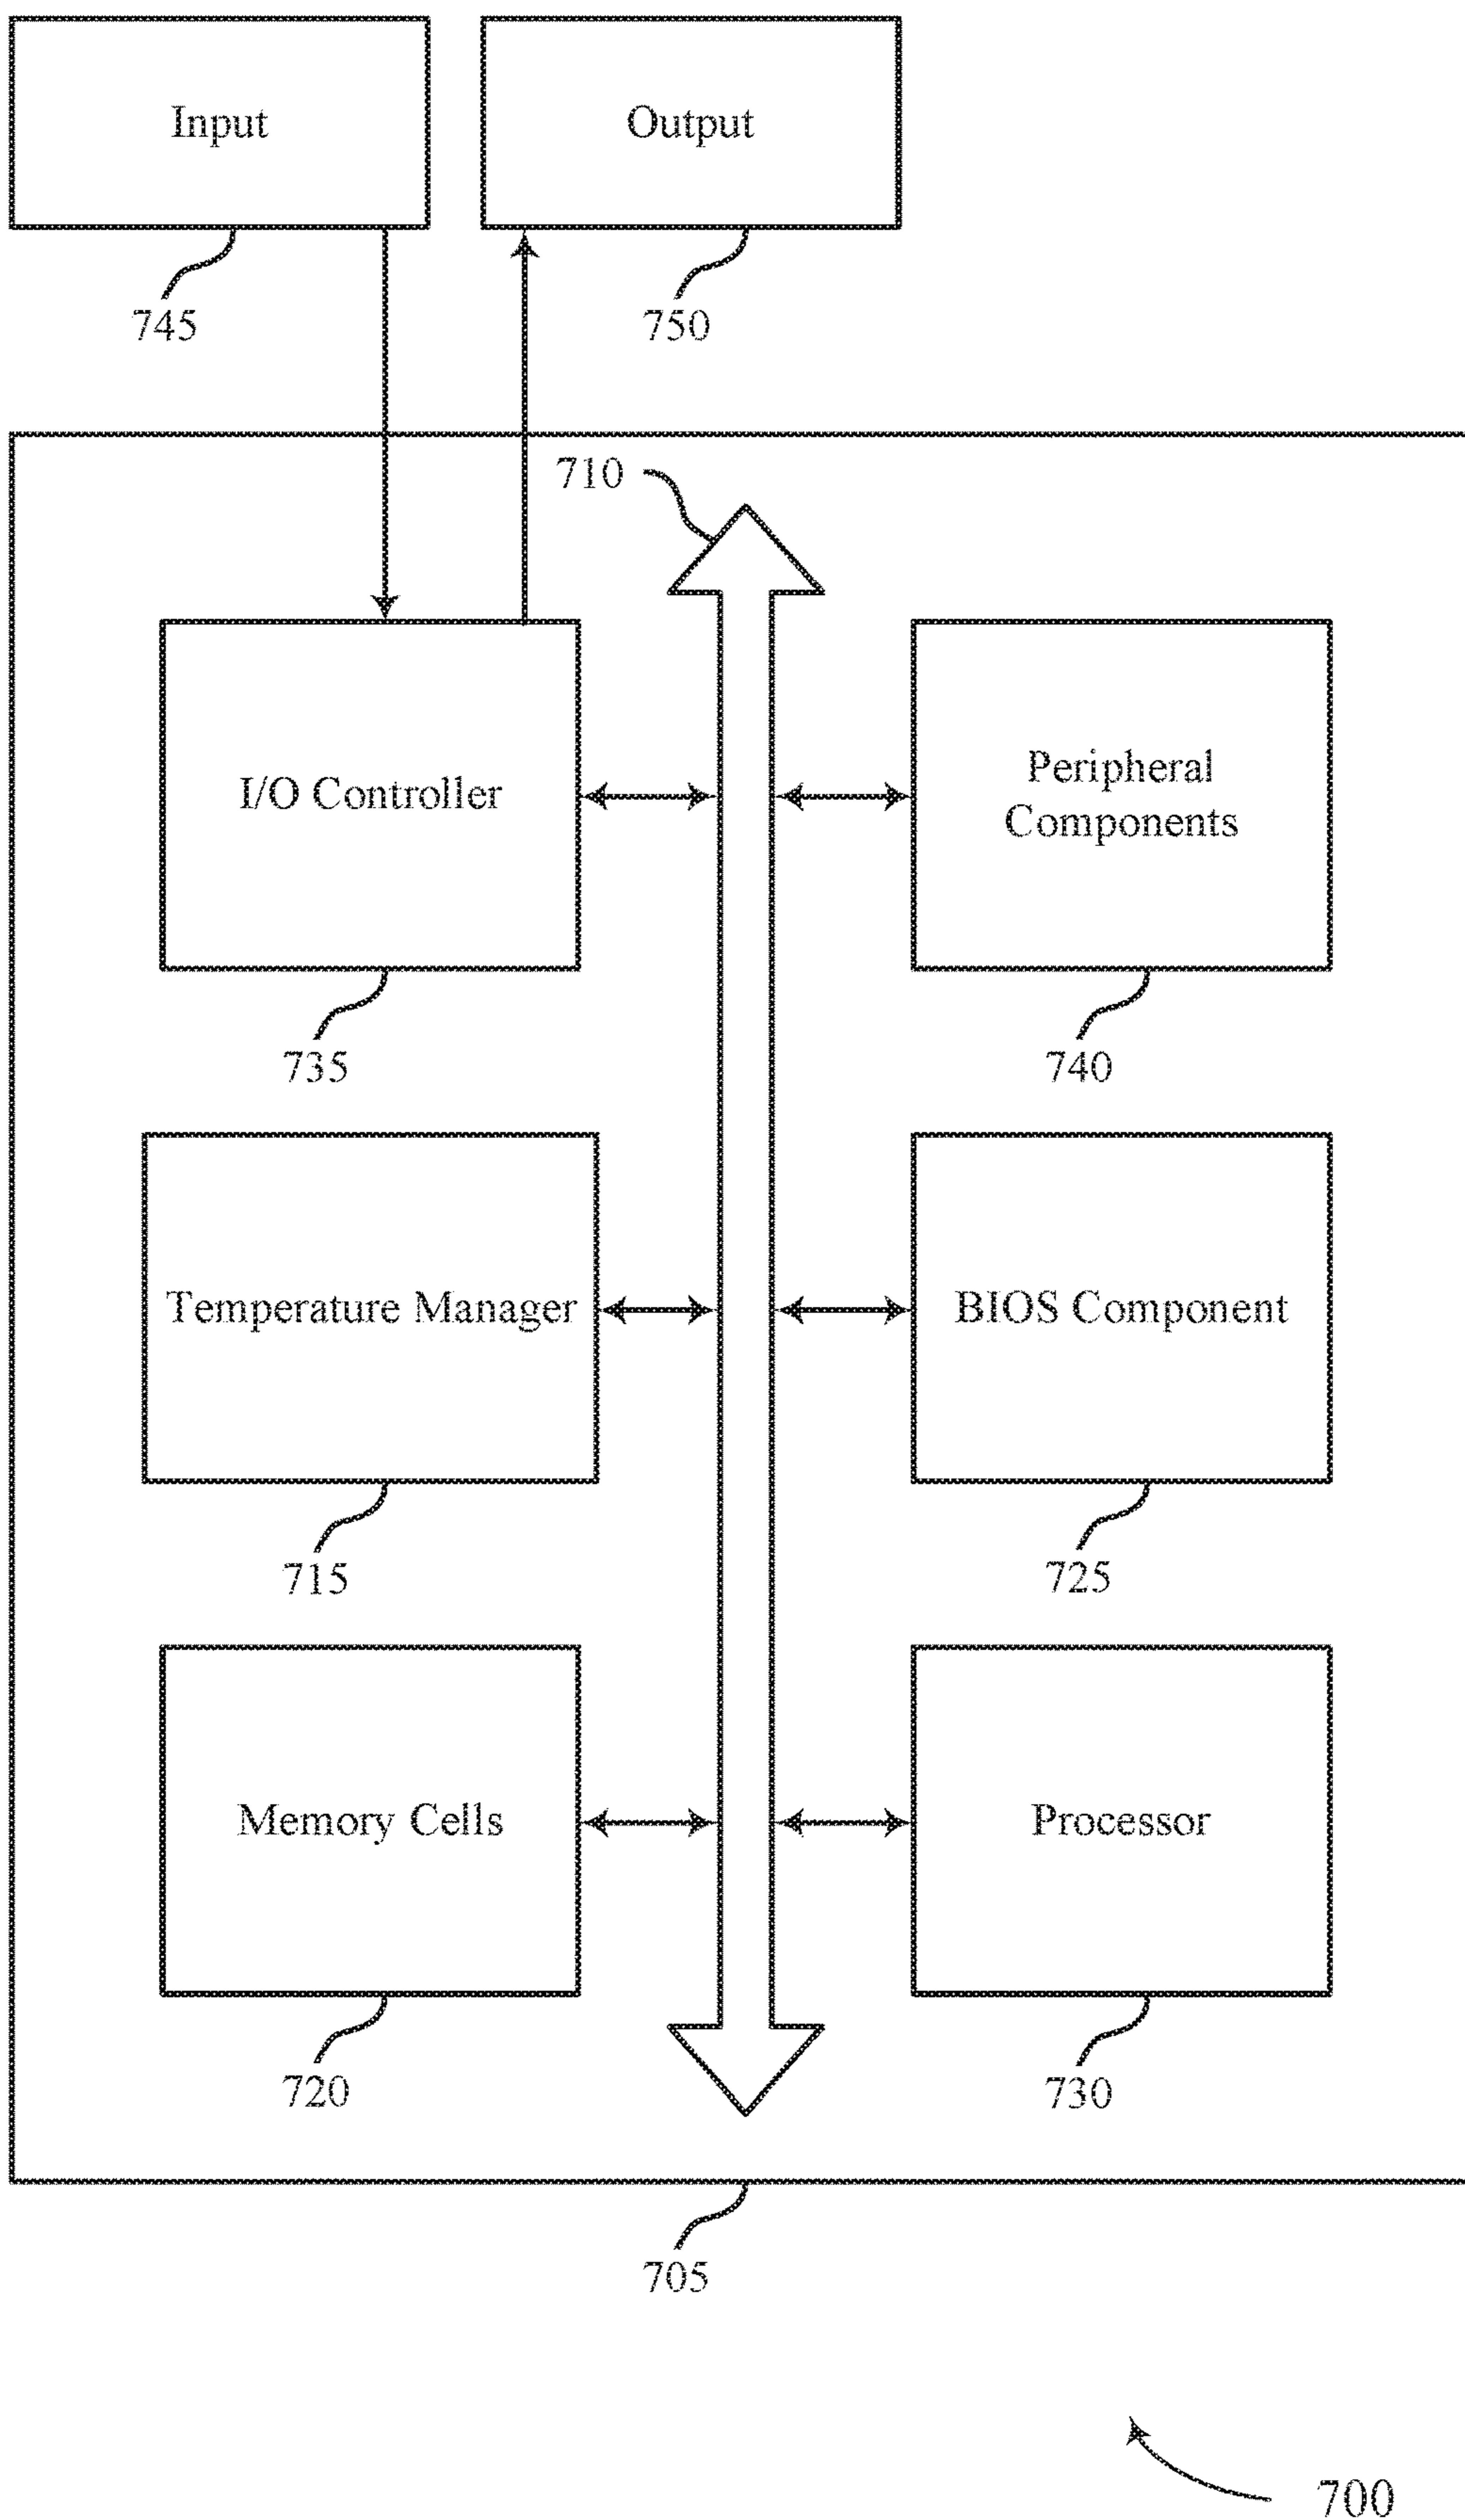 Input
Output
745
750
710
I/O Controller
Peripheral
Components
735
740
Temperature Manager
BIOS Component
715
725
Memory Cells
Processor
720
730
705
700